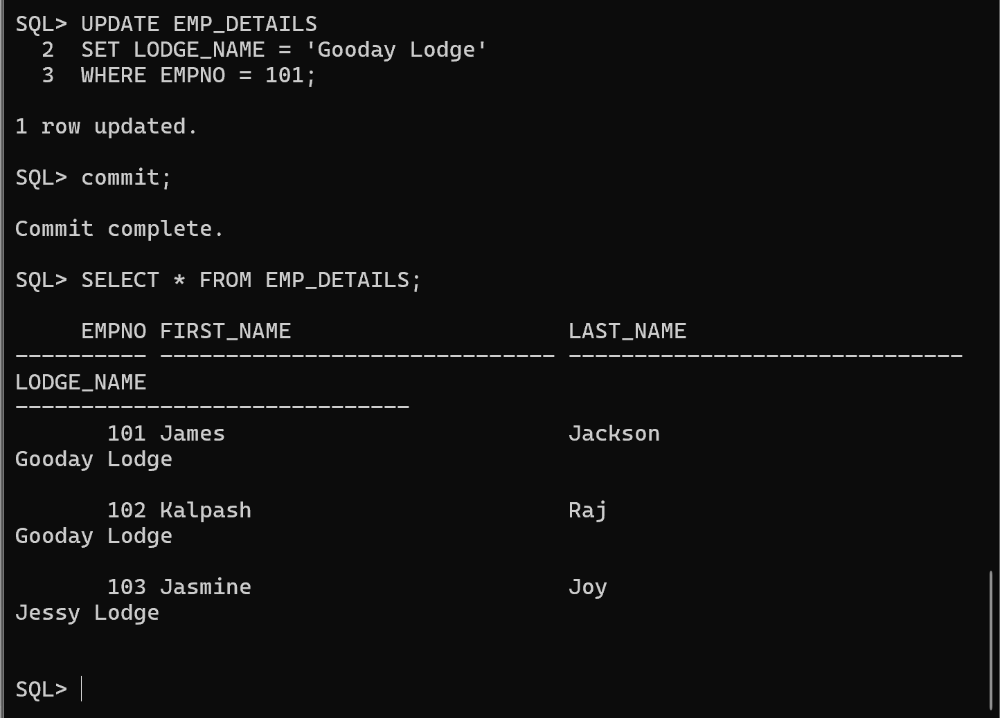 SQL> UPDATE EMP_DETAILS
  2  SET LODGE_NAME = 'Gooday Lodge'
  3  WHERE EMPNO = 101;
1 row updated.
SQL> commit;
Commit complete.
SQL> SELECT * FROM EMP_DETAILS;
     EMPNO FIRST_NAME                     LAST_NAME
---------- ------------------------------ ------------------------------
LODGE_NAME
------------------------------
       101 James                          Jackson
Gooday Lodge
       102 Kalpash                        Raj
Gooday Lodge
       103 Jasmine                        Joy
Jessy Lodge
SQL>